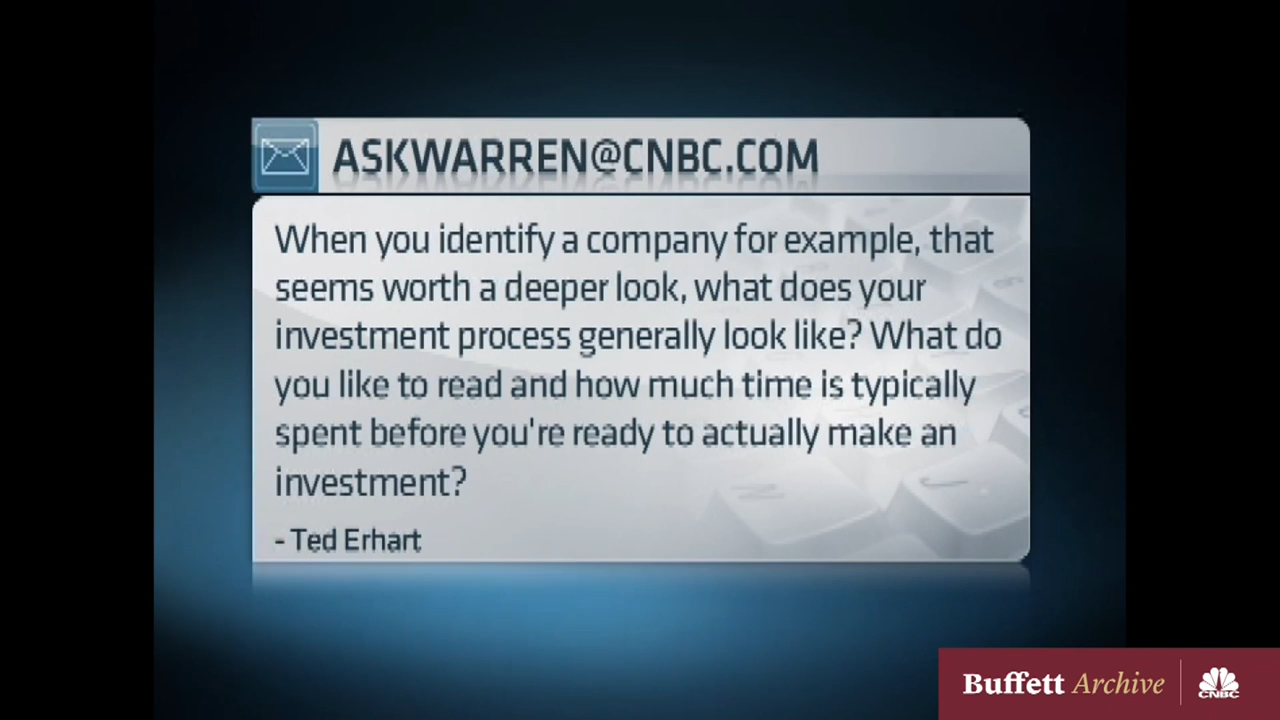 ASKWARREN@CNBC.COM
When you identify a company for example, that
seems worth a deeper look, what does your
investment process generally look like? What do
you like to read and how much time is typically
spent before you're ready to actually make an
investment?
- Ted Erhart
Buffett Archive
CNBC